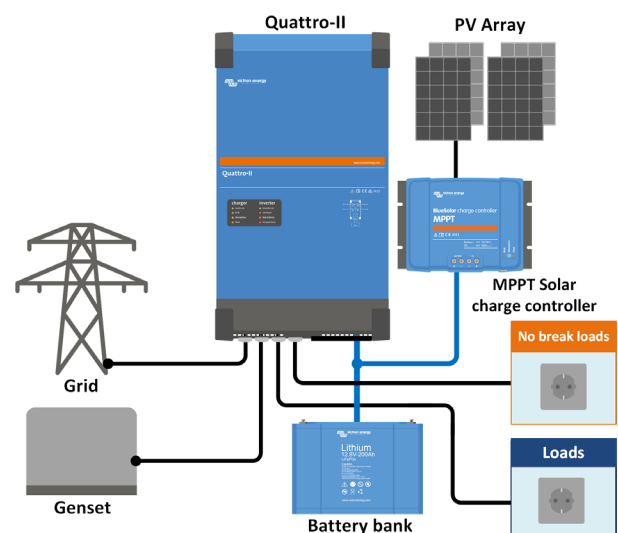 Quattro-II
PV Array
victron energy
Quattro-II
charger
inverter
victron energy
BlueSolar charge controller
MPPT
MPPT Solar
charge controller
No break loads
Grid
victron energy
Lithium
12,8V-200Ah
LiFePO4
Loads
Genset
Battery bank